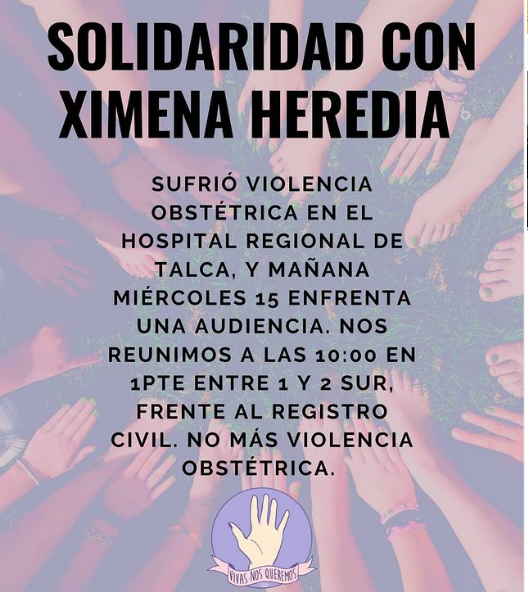 SOLIDARIDAD CON
XIMENA HEREDIA
SUFRIÓ VIOLENCIA
OBSTÉTRICA EN EL
HOSPITAL REGIONAL DE
TALCA, Y MAÑANA
MIÉRCOLES 15 ENFRENTA
UNA AUDIENCIA. NOS
REUNIMOS A LAS 10:00 EN
1PTE ENTRE 1 Y 2 SUR,
FRENTE AL REGISTRO
CIVIL. NO MÁS VIOLENCIA
OBSTÉTRICA.
VIVAS NOS QUEREMOS